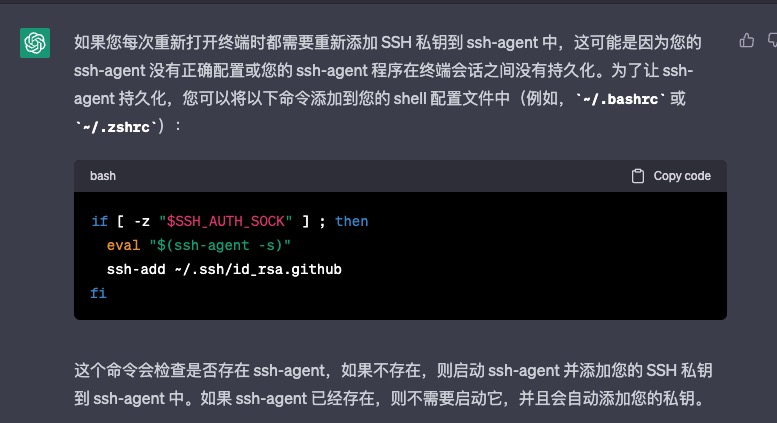 如果您每次重新打开终端时都需要重新添加 SSH 私钥到 ssh-agent 中，这可能是因为您的
ssh-agent 没有正确配置或您的 ssh-agent 程序在终端会话之间没有持久化。为了让 ssh-
agent 持久化，您可以将以下命令添加到您的 shell 配置文件中（例如，`~/.bashrc` 或
`~/.zshrc`）：
bash
Copy code
if [ -z "$SSH_AUTH_SOCK" ] ; then
  eval "$(ssh-agent -s)"
  ssh-add ~/.ssh/id_rsa.github
fi
这个命令会检查是否存在 ssh-agent，如果不存在，则启动 ssh-agent 并添加您的 SSH 私钥
到 ssh-agent 中。如果 ssh-agent 已经存在，则不需要启动它，并且会自动添加您的私钥。